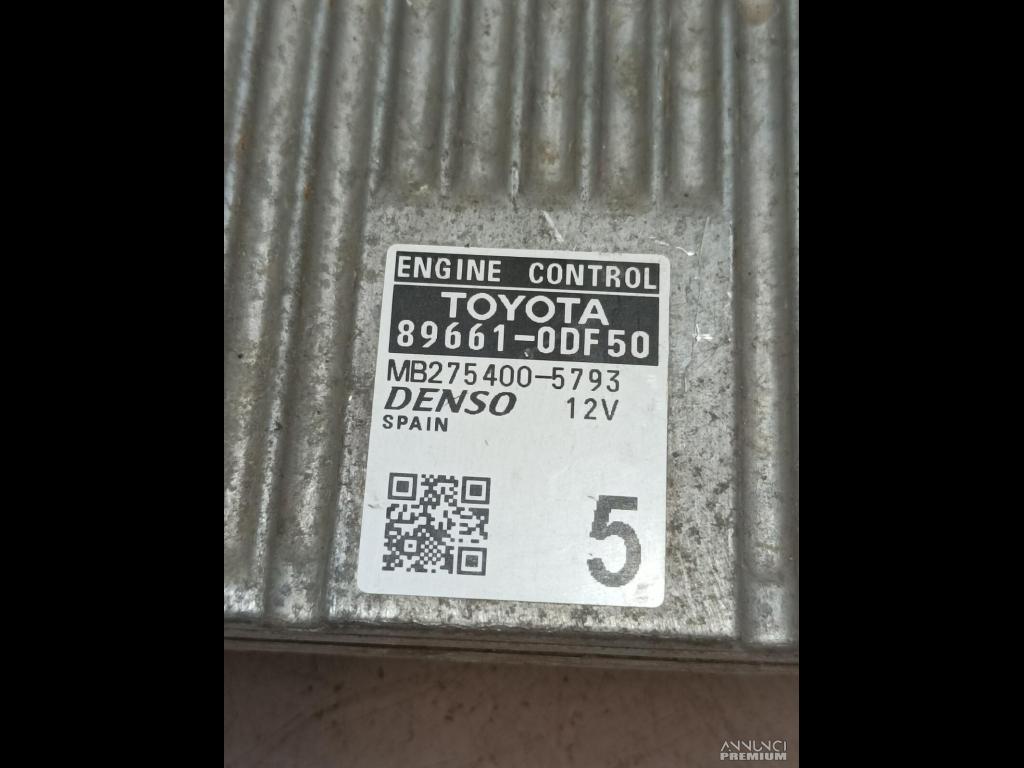 ENGINE CONTROL
TOYOTA
89661-0DF50
MB275400-5793
DENSO 12V
SPAIN
5
ANNUNCI
PREMIUM